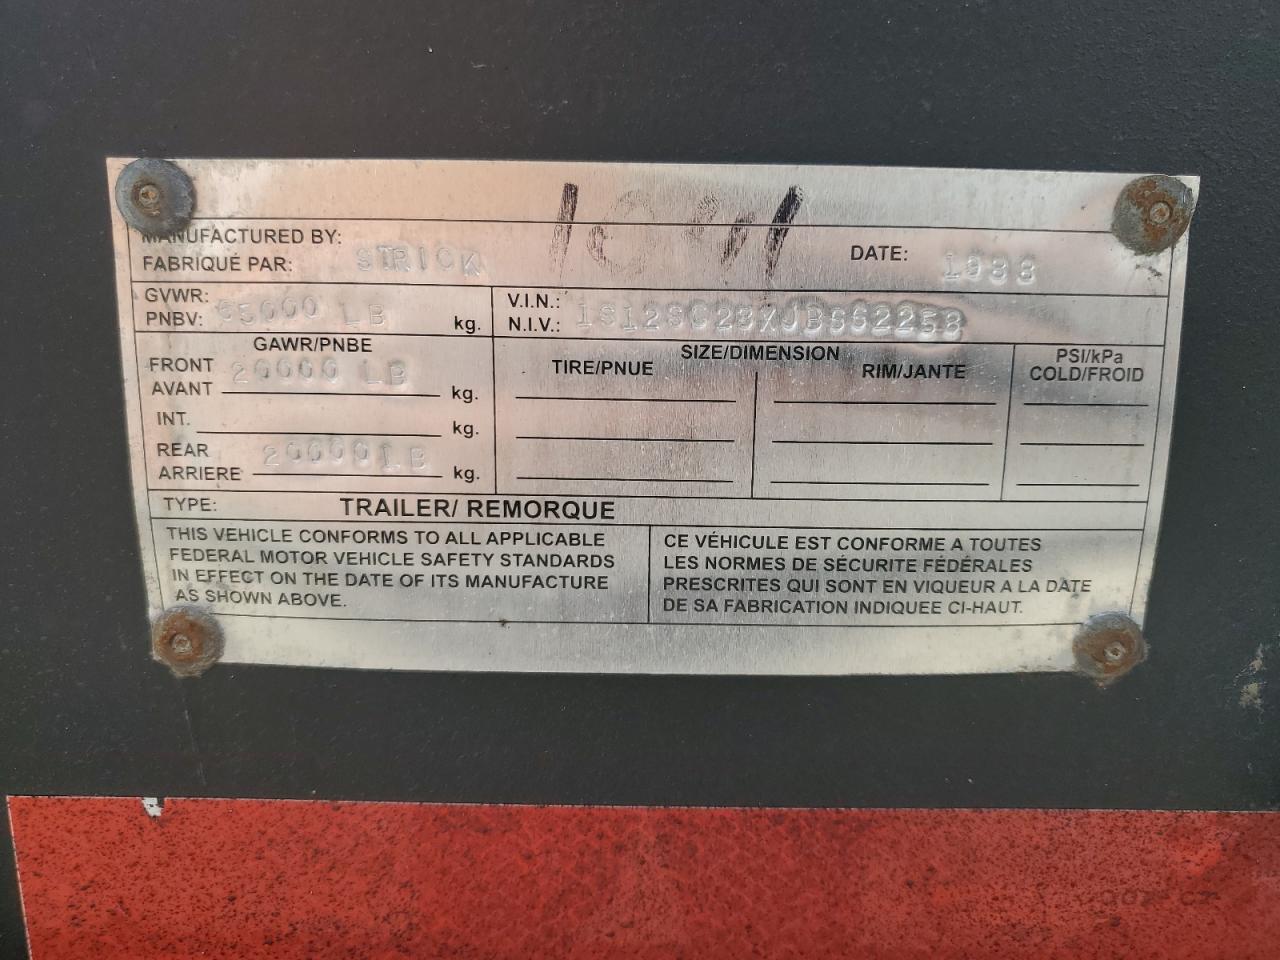 MANUFACTURED BY:
FABRIQUÉ PAR: STRICK
DATE: 1988
GVWR:
PNBV: 65000 LB kg.
V.I.N.:
N.I.V.:
GAWR/PNBE
FRONT
AVANT 20000 LB kg.
INT. kg.
REAR
ARRIERE 20000 LB kg.
SIZE/DIMENSION
TIRE/PNUE RIM/JANTE
PSI/kPa
COLD/FROID
TYPE: TRAILER/ REMORQUE
THIS VEHICLE CONFORMS TO ALL APPLICABLE
FEDERAL MOTOR VEHICLE SAFETY STANDARDS
IN EFFECT ON THE DATE OF ITS MANUFACTURE
AS SHOWN ABOVE.
CE VÉHICULE EST CONFORME A TOUTES
LES NORMES DE SÉCURITE FÉDÉRALES
PRESCRITES QUI SONT EN VIQUEUR A LA DATE
DE SA FABRICATION INDIQUEE CI-HAUT.